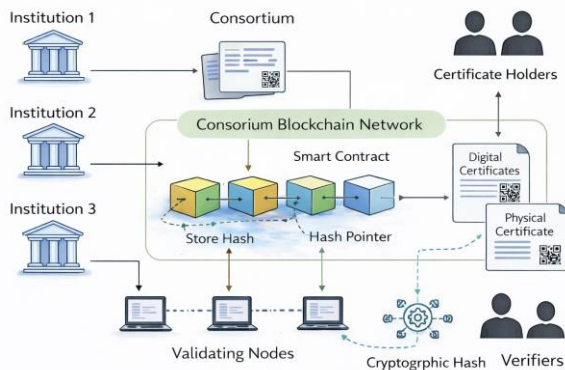 Institution 1
Consortium
Certificate Holders
Institution 2
Consorium Blockchain Network
Smart Contract
Digital
Certificates
Physical
Certificate
Institution 3
Store Hash
Hash Pointer
Validating Nodes
Cryptogrphic Hash
Verifiers